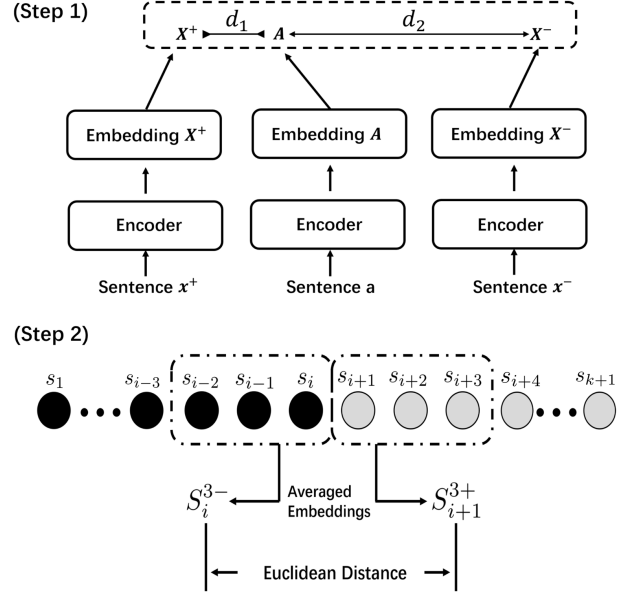 (Step 1)
X⁺ d₁ A d₂ X⁻
Embedding X⁺ Embedding A Embedding X⁻
Encoder Encoder Encoder
Sentence x⁺ Sentence a Sentence x⁻
(Step 2)
s₁ sᵢ₋₃ sᵢ₋₂ sᵢ₋₁ sᵢ sᵢ₊₁ sᵢ₊₂ sᵢ₊₃ sᵢ₊₄ sₖ₊₁
Sᵢ³⁻ Averaged Sᵢ₊₁³⁺
Embeddings
Euclidean Distance